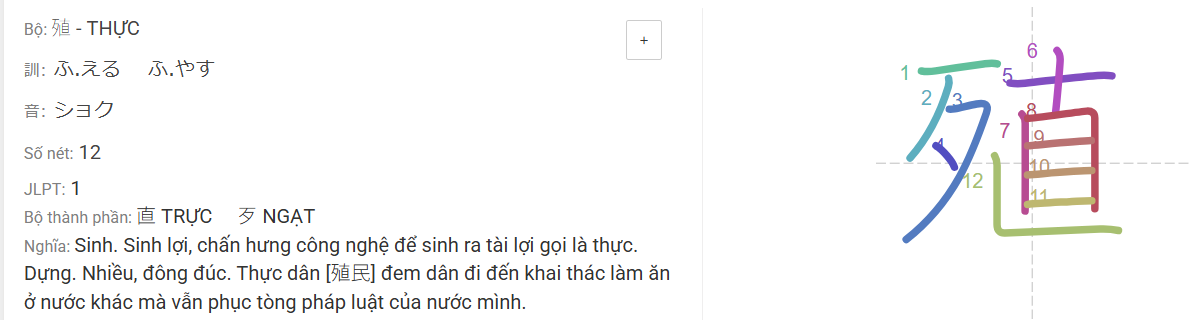 Bộ: 殖 - THỰC
+
訓: ふ.える ふ.やす
音: ショク
Số nét: 12
JLPT: 1
Bộ thành phần: 直 TRỰC 歹 NGẠT
Nghĩa: Sinh. Sinh lợi, chấn hưng công nghệ để sinh ra tài lợi gọi là thực.
Dựng. Nhiều, đông đúc. Thực dân [殖民] đem dân đi đến khai thác làm ăn
ở nước khác mà vẫn phục tòng pháp luật của nước mình.
殖
1
2
3
4
5
6
7
8
9
10
11
12